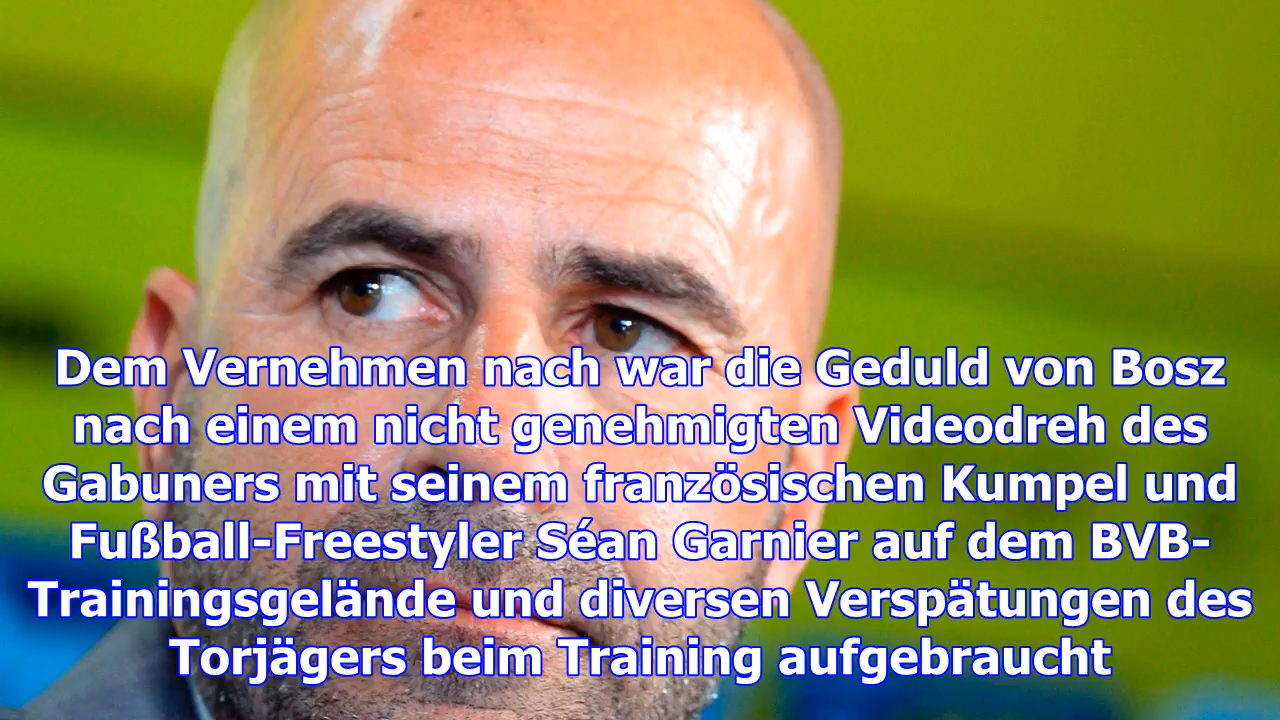 Dem Vernehmen nach war die Geduld von Bosz
nach einem nicht genehmigten Videodreh des
Gabuners mit seinem französischen Kumpel und
Fußball-Freestyler Séan Garnier auf dem BVB-
Trainingsgelände und diversen Verspätungen des
Torjägers beim Training aufgebraucht